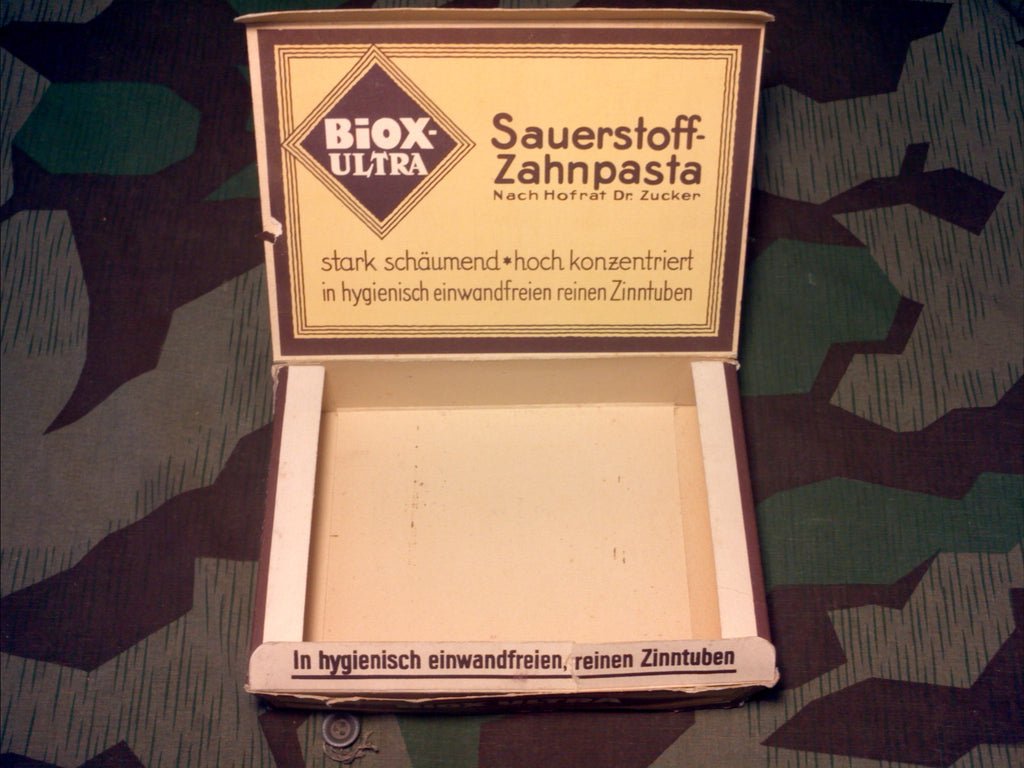 BiOX-
ULTRA
Sauerstoff-
Zahnpasta
Nach Hofrat Dr. Zucker
stark schäumend*hoch konzentriert
in hygienisch einwandfreien reinen Zinntuben
In hygienisch einwandfreien, reinen Zinntuben